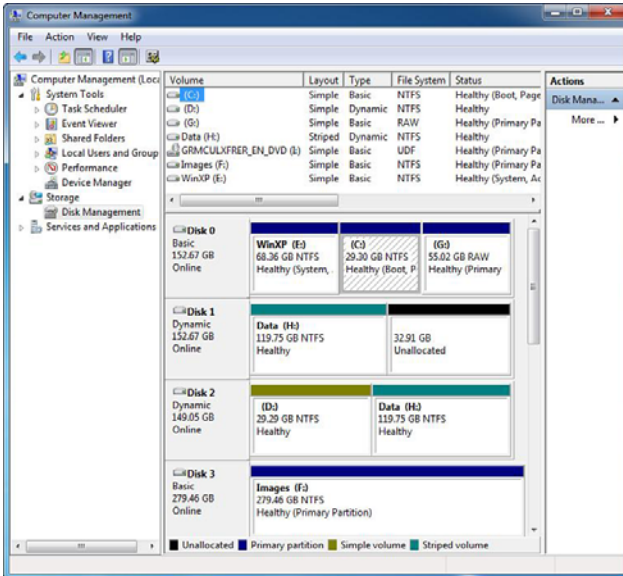 Computer Management
File Action View Help
Computer Management (Loca
System Tools
Task Scheduler
Event Viewer
Shared Folders
Local Users and Group
Performance
Device Manager
Storage
Disk Management
Services and Applications
Volume Layout Type File System Status
(C:) Simple Basic NTFS Healthy (Boot, Page
(D:) Simple Dynamic NTFS Healthy
(G:) Simple Basic RAW Healthy (Primary Pa
Data (H:) Striped Dynamic NTFS Healthy
GRMCULXFRER_EN_DVD (I:) Simple Basic UDF Healthy (Primary Pa
Images (F:) Simple Basic NTFS Healthy (Primary Pa
WinXP (E:) Simple Basic NTFS Healthy (System, Ac
Actions
Disk Mana...
More ...
Disk 0
Basic
152.67 GB
Online
WinXP (E:)
68.36 GB NTFS
Healthy (System, .
(C:)
29.30 GB NTFS
Healthy (Boot, P
(G:)
55.02 GB RAW
Healthy (Primary
Disk 1
Dynamic
152.67 GB
Online
Data (H:)
119.75 GB NTFS
Healthy
32.91 GB
Unallocated
Disk 2
Dynamic
149.05 GB
Online
(D:)
29.29 GB NTFS
Healthy
Data (H:)
119.75 GB NTFS
Healthy
Disk 3
Basic
279.46 GB
Online
Images (F:)
279.46 GB NTFS
Healthy (Primary Partition)
Unallocated Primary partition Simple volume Striped volume